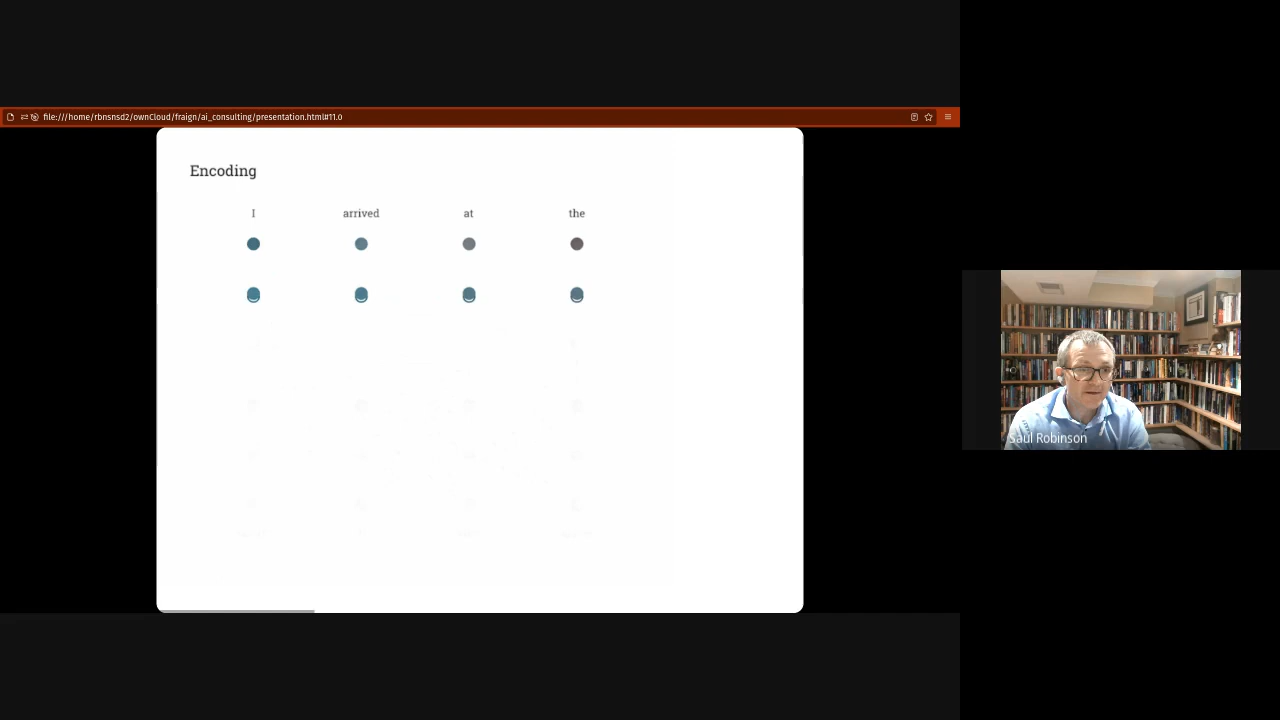 file:///home/rbnsnsd2/ownCloud/fraign/ai_consulting/presentation.html#11.0
Encoding
I arrived at the
Saul Robinson